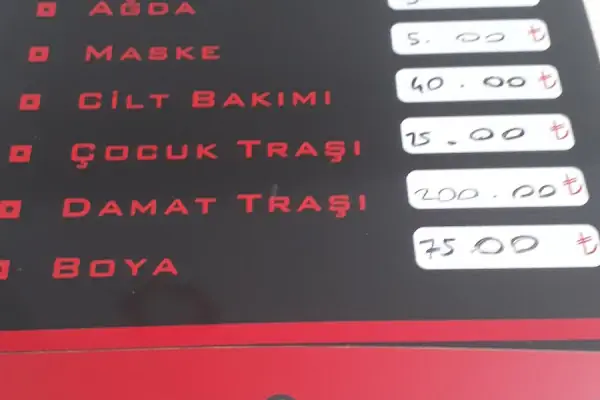 AĞDA
MASKE 5.00 ₺
CİLT BAKIMI 40.00 ₺
ÇOCUK TRAŞI 15.00 ₺
DAMAT TRAŞI 200.00 ₺
BOYA 75.00 ₺